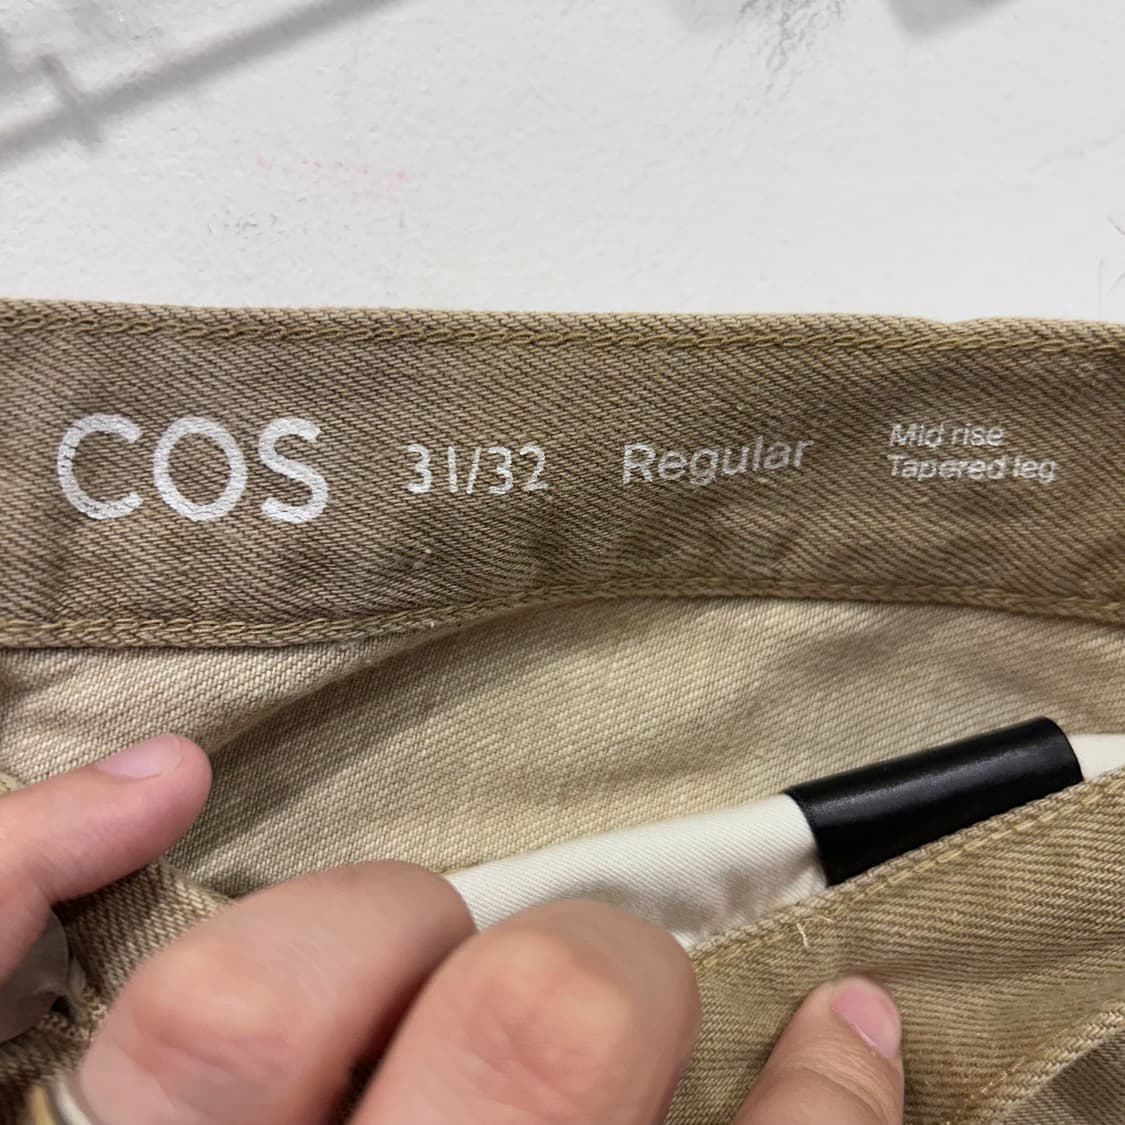 COS 31/32 Regular
Mid rise
Tapered leg